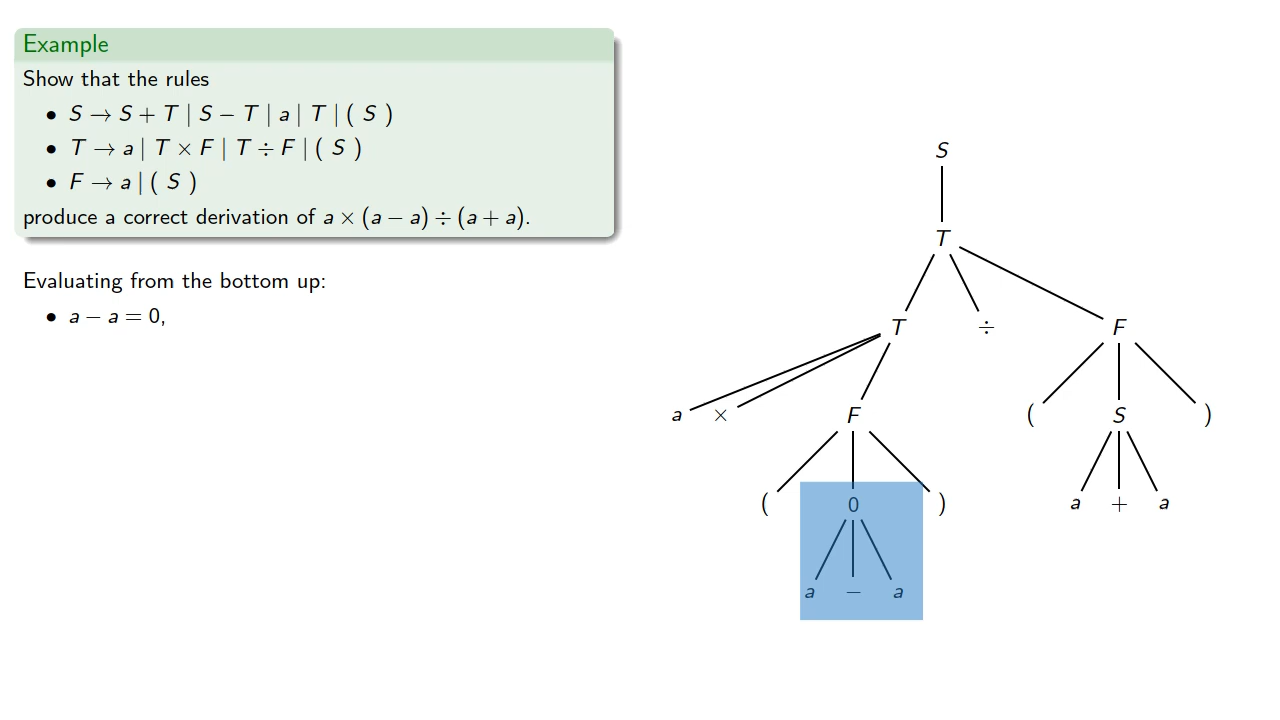 Example
Show that the rules
• S → S + T | S − T | a | T | ( S )
• T → a | T × F | T ÷ F | ( S )
• F → a | ( S )
produce a correct derivation of a × (a − a) ÷ (a + a).
Evaluating from the bottom up:
• a − a = 0,
S
T
T ÷ F
a × F ( S )
( 0 ) a + a
a − a